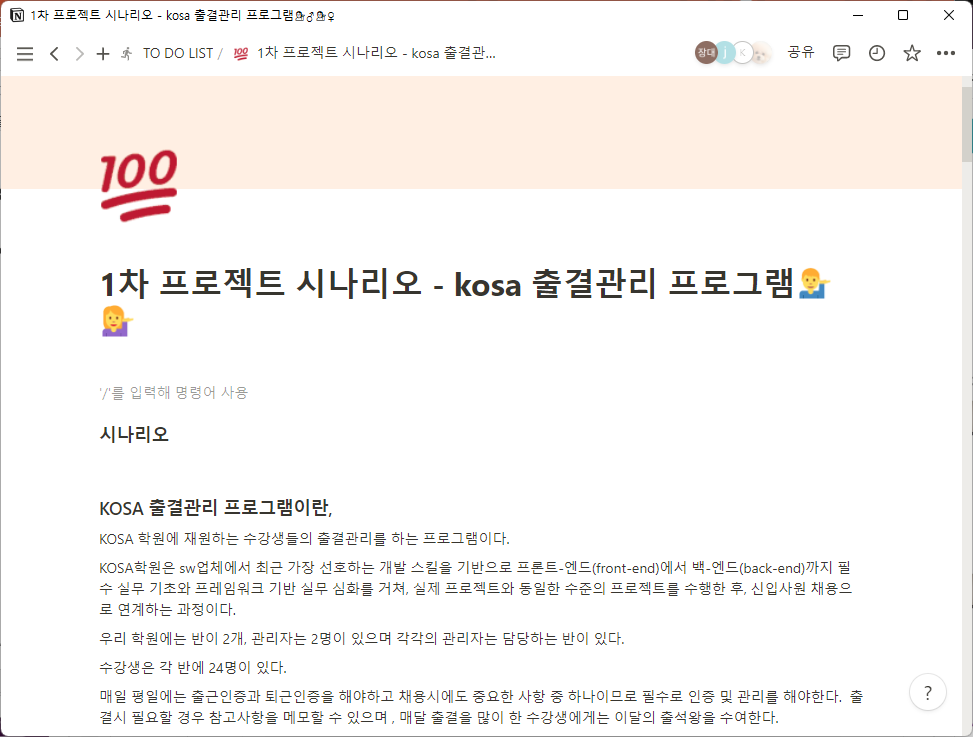 1차 프로젝트 시나리오 - kosa 출결관리 프로그램💁‍♂💁‍♀
TO DO LIST / 💯 1차 프로젝트 시나리오 - kosa 출결관... 장대 j K 공유
💯
1차 프로젝트 시나리오 - kosa 출결관리 프로그램💁‍♂️
💁‍♀️
'/'를 입력해 명령어 사용
시나리오
KOSA 출결관리 프로그램이란,
KOSA 학원에 재원하는 수강생들의 출결관리를 하는 프로그램이다.
KOSA학원은 sw업체에서 최근 가장 선호하는 개발 스킬을 기반으로 프론트-엔드(front-end)에서 백-엔드(back-end)까지 필
수 실무 기초와 프레임워크 기반 실무 심화를 거쳐, 실제 프로젝트와 동일한 수준의 프로젝트를 수행한 후, 신입사원 채용으
로 연계하는 과정이다.
우리 학원에는 반이 2개, 관리자는 2명이 있으며 각각의 관리자는 담당하는 반이 있다.
수강생은 각 반에 24명이 있다.
매일 평일에는 출근인증과 퇴근인증을 해야하고 채용시에도 중요한 사항 중 하나이므로 필수로 인증 및 관리를 해야한다. 출
결시 필요할 경우 참고사항을 메모할 수 있으며 , 매달 출결을 많이 한 수강생에게는 이달의 출석왕을 수여한다.
?